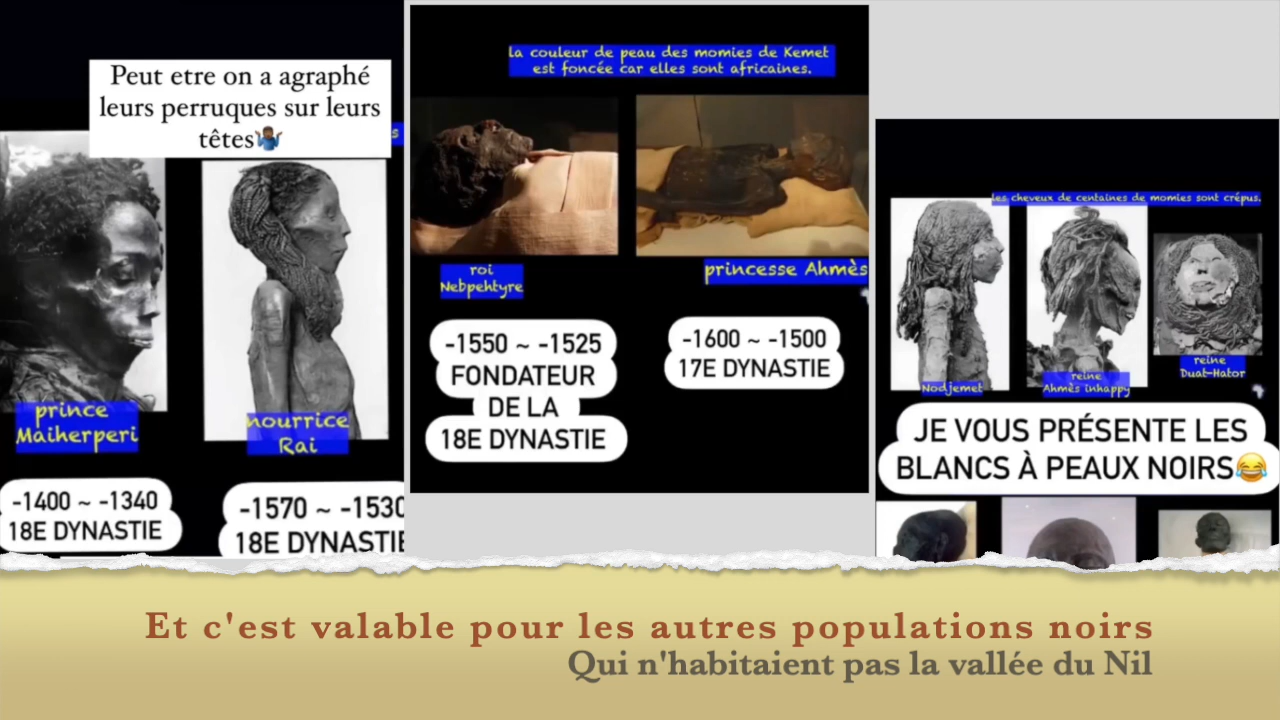 Peut etre on a agraphé
leurs perruques sur leurs
têtes🤷🏾‍♂️
s
prince
Maiherperi
nourrice
Rai
-1400 ~ -1340
18E DYNASTIE
-1570 ~ -1530
18E DYNASTIE
la couleur de peau des momies de Kemet
est foncée car elles sont africaines.
roi
Nebpehtyre
princesse Ahmès
-1550 ~ -1525
FONDATEUR
DE LA
18E DYNASTIE
-1600 ~ -1500
17E DYNASTIE
les cheveux de centaines de momies sont crépus.
Nodjemet
reine
Ahmès inhappy
reine
Duat-Hator
JE VOUS PRÉSENTE LES
BLANCS À PEAUX NOIRS😂
Et c'est valable pour les autres populations noirs
Qui n'habitaient pas la vallée du Nil